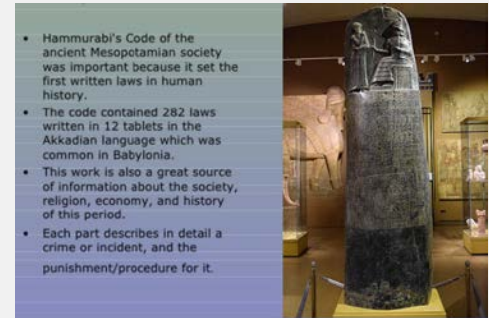 • Hammurabi's Code of the
ancient Mesopotamian society
was important because it set the
first written laws in human
history.
• The code contained 282 laws
written in 12 tablets in the
Akkadian language which was
common in Babylonia.
• This work is also a great source
of information about the society,
religion, economy, and history
of this period.
• Each part describes in detail a
crime or incident, and the
punishment/procedure for it.